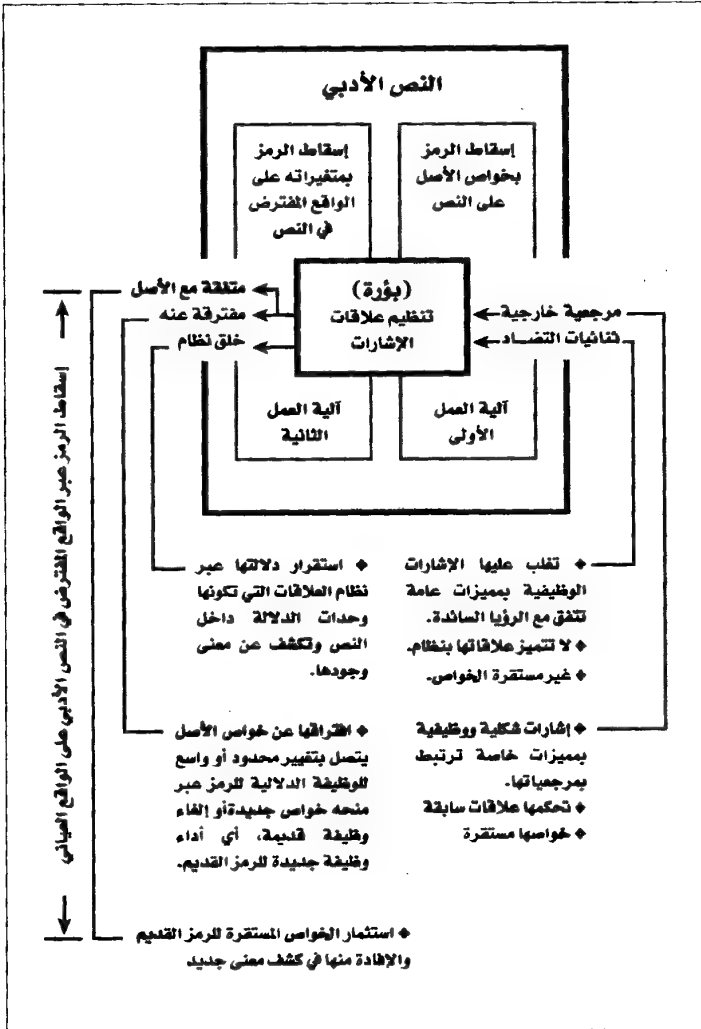 النص الأدبي
إسقاط الرمز
بخواص الأصل
على النص
إسقاط الرمز
بمتغيراته على
الواقع المفترض
في النص
(بؤرة)
تنظيم علاقات
الإشارات
مرجعية خارجية
ثنائيات التضاد
متفقة مع الأصل
مفترقة عنه
خلق نظام
آلية العمل
الأولى
آلية العمل
الثانية
♦ تغلب عليها الإشارات
الوظيفية بمميزات عامة
تتفق مع الرؤيا السائدة.
♦ لا تتميز علاقاتها بنظام.
♦ غير مستقرة الخواص.
♦ استقرار دلالتها عبر
نظام العلاقات التي تكونها
وحدات الدلالة داخل
النص وتكشف عن معنى
وجودها.
♦ إشارات شكلية ووظيفية
بمميزات خاصة ترتبط
بمرجعياتها.
♦ تحكمها علاقات سابقة
♦ خواصها مستقرة
♦ افتراقها عن خواص الأصل
يتصل بتغيير محدود أو واسع
للوظيفة الدلالية للرمز عبر
منحه خواص جديدة أو إلغاء
وظيفة قديمة، أي أداء
وظيفة جديدة للرمز القديم.
♦ استثمار الخواص المستقرة للرمز القديم
والإفادة منها في كشف معنى جديد
إسقاط الرمز عبر الواقع المفترض في النص الأدبي على الواقع العياني